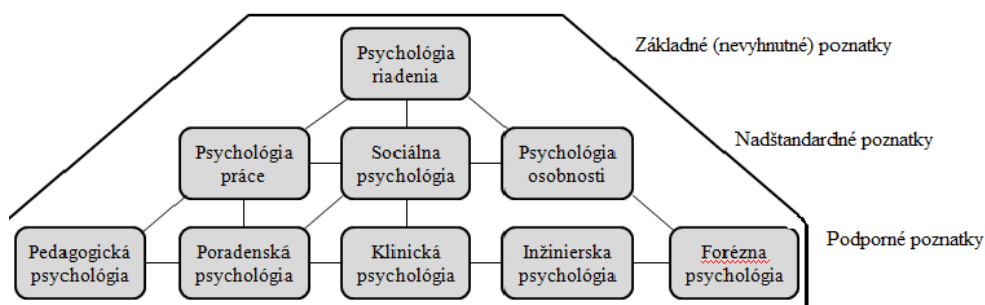 Psychológia
riadenia
Základné (nevyhnutné) poznatky
Psychológia
práce
Sociálna
psychológia
Psychológia
osobnosti
Nadštandardné poznatky
Pedagogická
psychológia
Poradenská
psychológia
Klinická
psychológia
Inžinierska
psychológia
Forézna
psychológia
Podporné poznatky